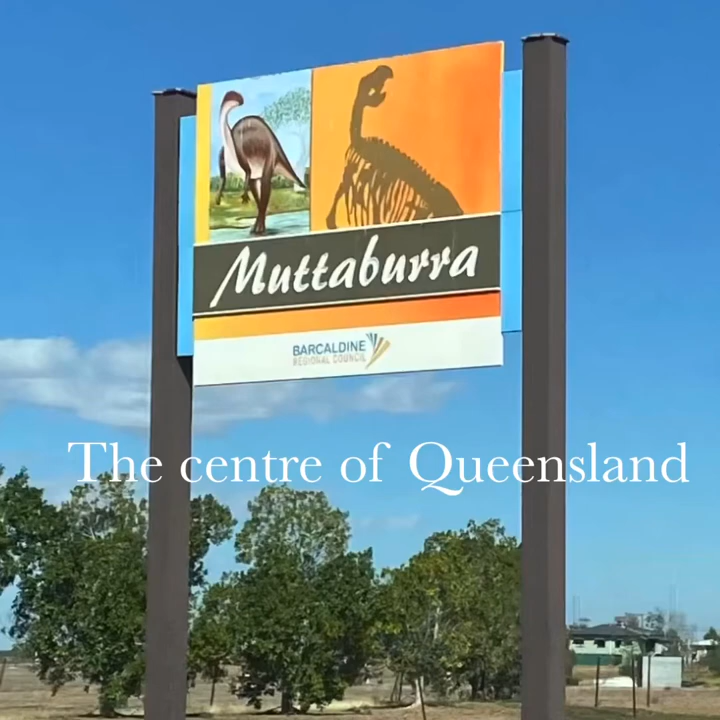 Muttaburra
BARCALDINE
REGIONAL COUNCIL
The centre of Queensland